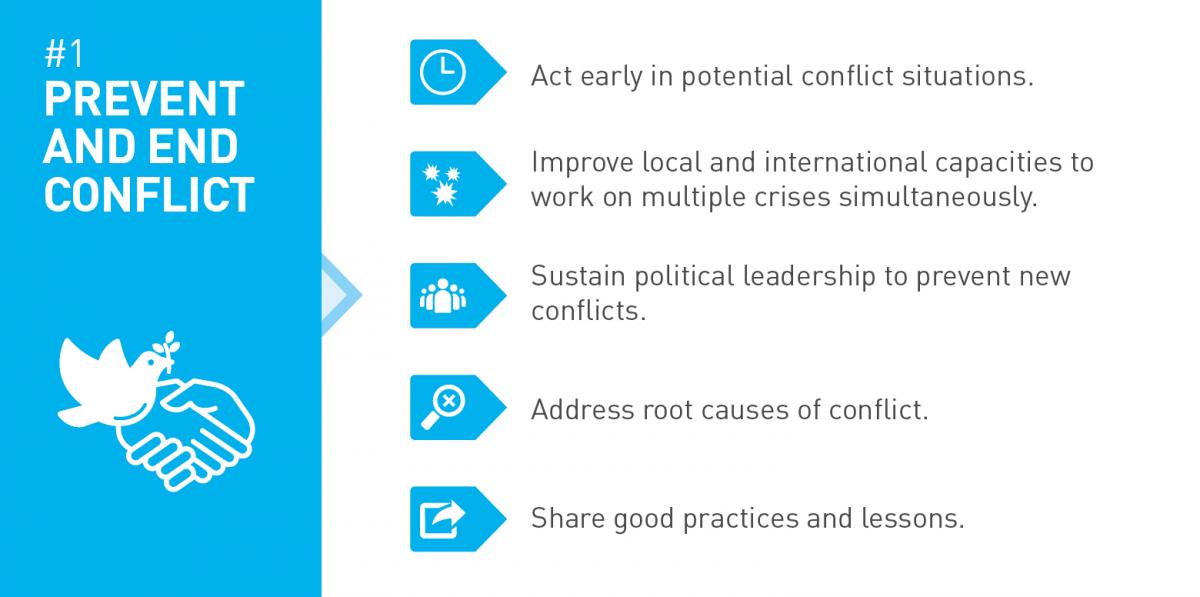 #1
PREVENT
AND END
CONFLICT
Act early in potential conflict situations.
Improve local and international capacities to
work on multiple crises simultaneously.
Sustain political leadership to prevent new
conflicts.
Address root causes of conflict.
Share good practices and lessons.